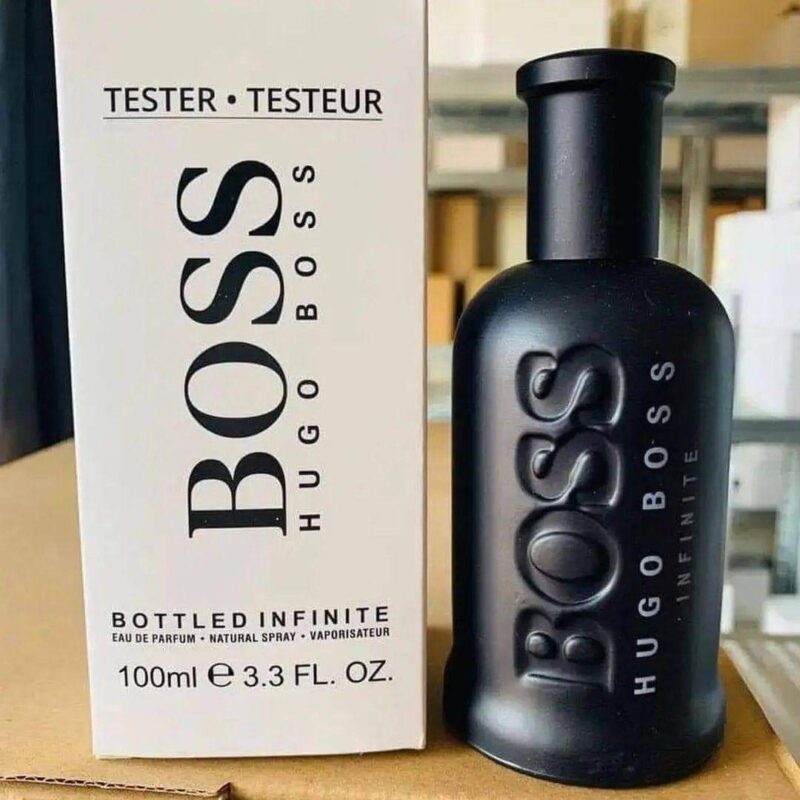 TESTER • TESTEUR
BOSS
HUGO BOSS
BOTTLED INFINITE
EAU DE PARFUM • NATURAL SPRAY • VAPORISATEUR
100ml ℮ 3.3 FL. OZ.
BOSS
HUGO BOSS
INFINITE